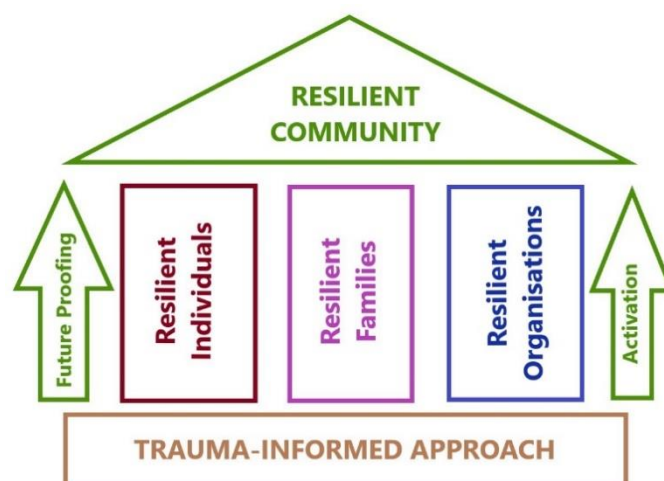 RESILIENT
COMMUNITY
Future Proofing
Resilient
Individuals
Resilient
Families
Resilient
Organisations
Activation
TRAUMA-INFORMED APPROACH